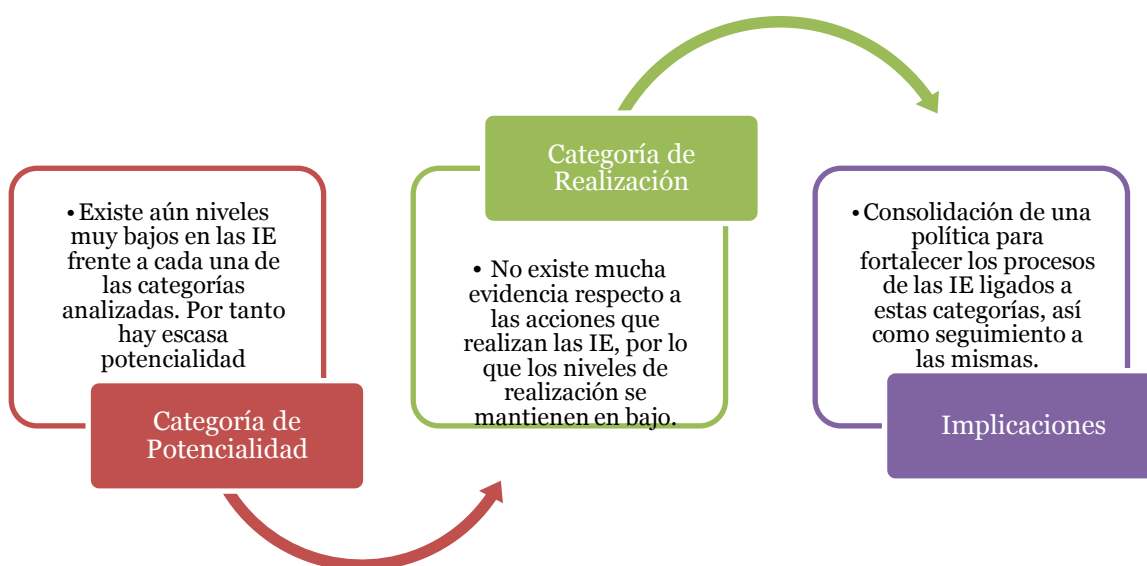 • Existe aún niveles
muy bajos en las IE
frente a cada una de
las categorías
analizadas. Por tanto
hay escasa
potencialidad
Categoría de
Potencialidad
Categoría de
Realización
• No existe mucha
evidencia respecto a
las acciones que
realizan las IE, por lo
que los niveles de
realización se
mantienen en bajo.
• Consolidación de una
política para
fortalecer los procesos
de las IE ligados a
estas categorías, así
como seguimiento a
las mismas.
Implicaciones